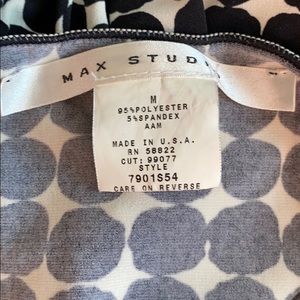 MAX STUD
M
95%POLYESTER
5%SPANDEX
AAM
MADE IN U.S.A.
RN 58822
CUT: 99077
STYLE
7901S54
CARE ON REVERSE